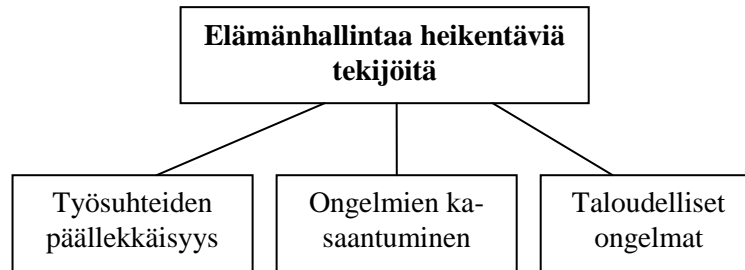 Elämänhallintaa heikentäviä
tekijöitä
Työsuhteiden
päällekkäisyys
Ongelmien ka-
saantuminen
Taloudelliset
ongelmat